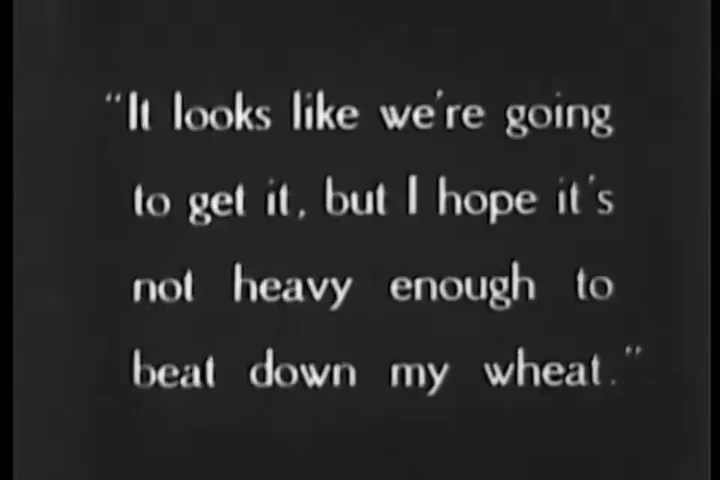 “It looks like we're going
to get it, but I hope it's
not heavy enough to
beat down my wheat.”